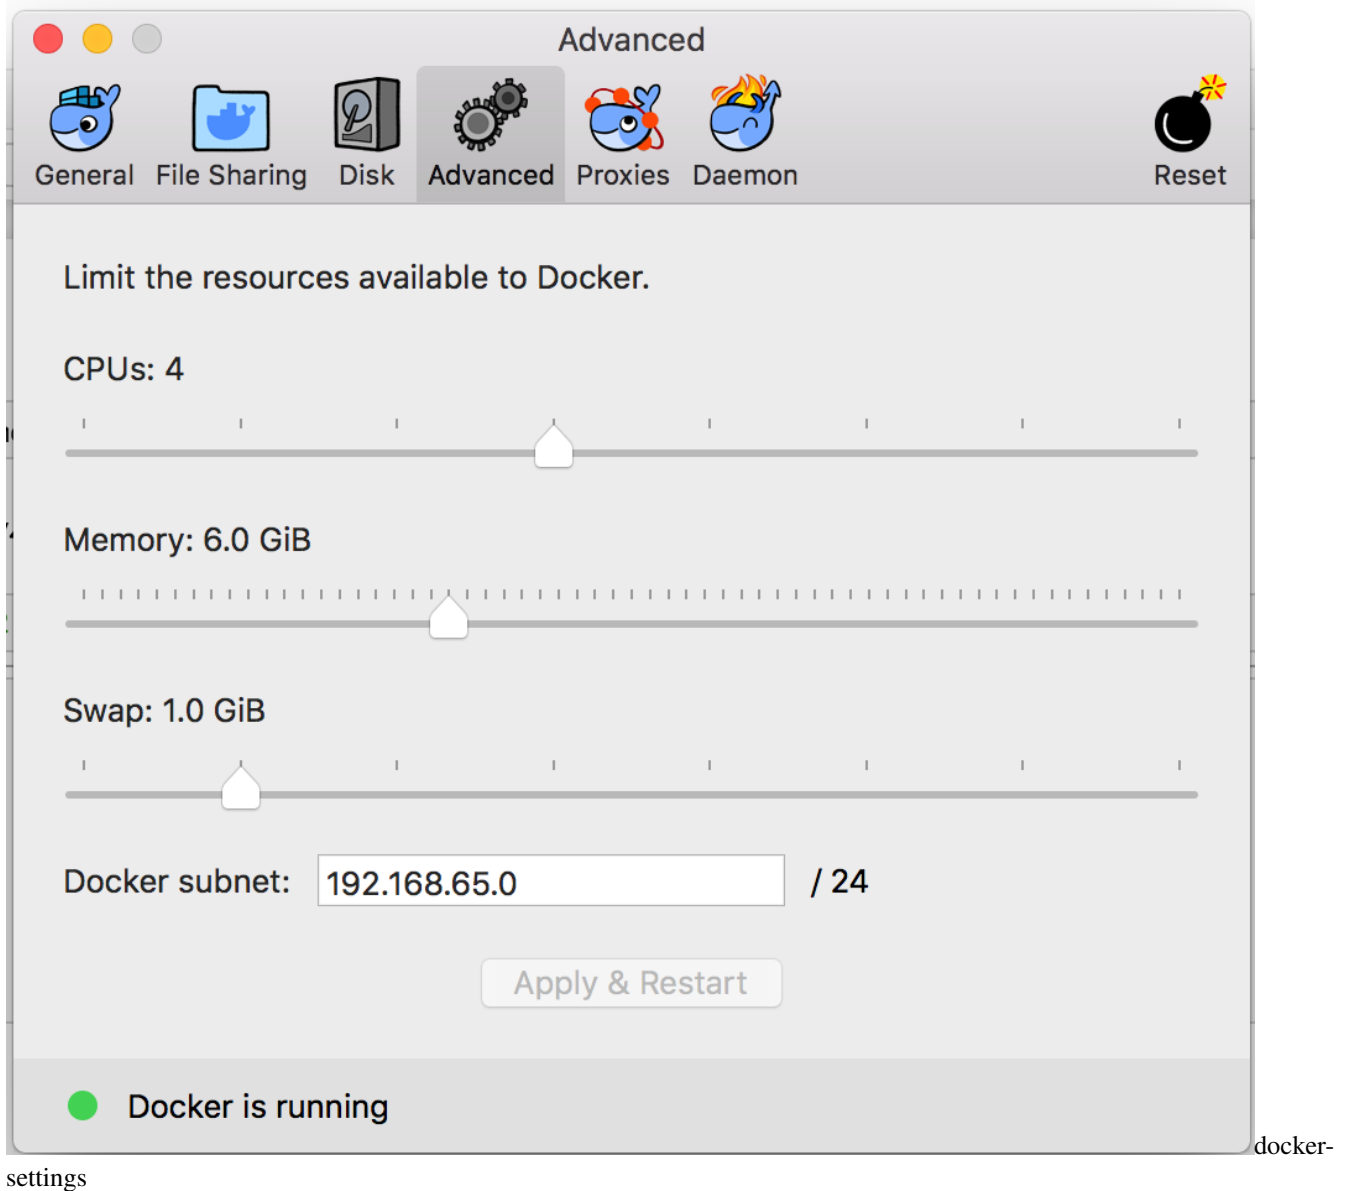 Advanced
General File Sharing Disk Advanced Proxies Daemon Reset
Limit the resources available to Docker.
CPUs: 4
Memory: 6.0 GiB
Swap: 1.0 GiB
Docker subnet: 192.168.65.0 / 24
Apply & Restart
Docker is running
docker-
settings